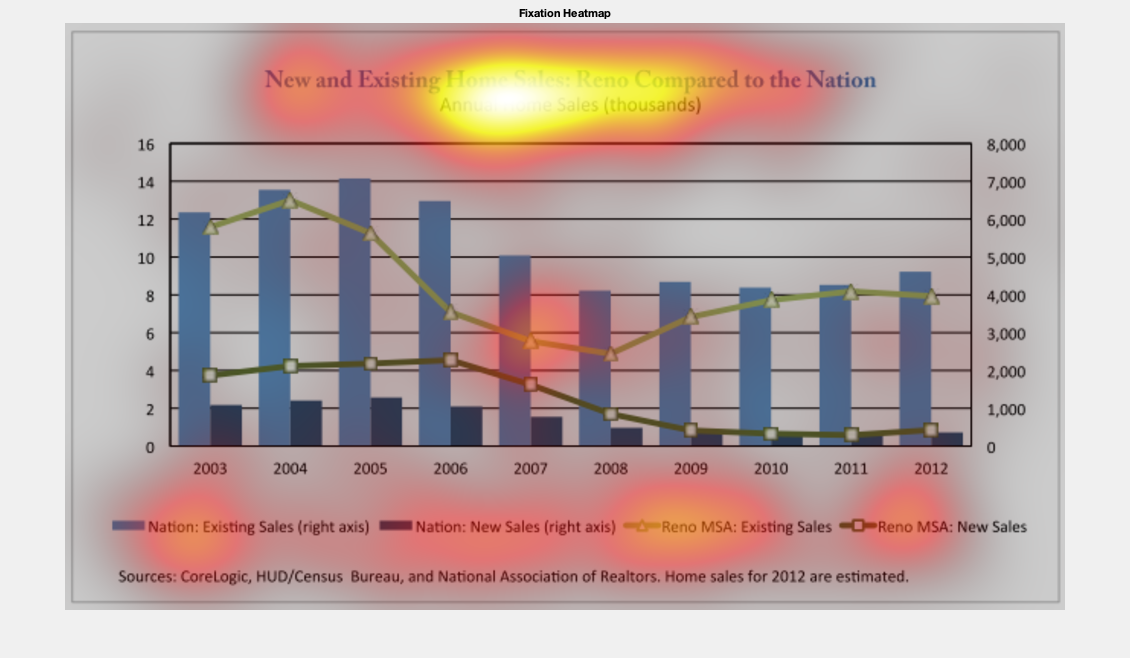 Fixation Heatmap
New and Existing Home Sales: Reno Compared to the Nation
Annual Home Sales (thousands)
16 8,000
14 7,000
12 6,000
10 5,000
8 4,000
6 3,000
4 2,000
2 1,000
0 0
2003 2004 2005 2006 2007 2008 2009 2010 2011 2012
Nation: Existing Sales (right axis) Nation: New Sales (right axis) Reno MSA: Existing Sales Reno MSA: New Sales
Sources: CoreLogic, HUD/Census Bureau, and National Association of Realtors. Home sales for 2012 are estimated.